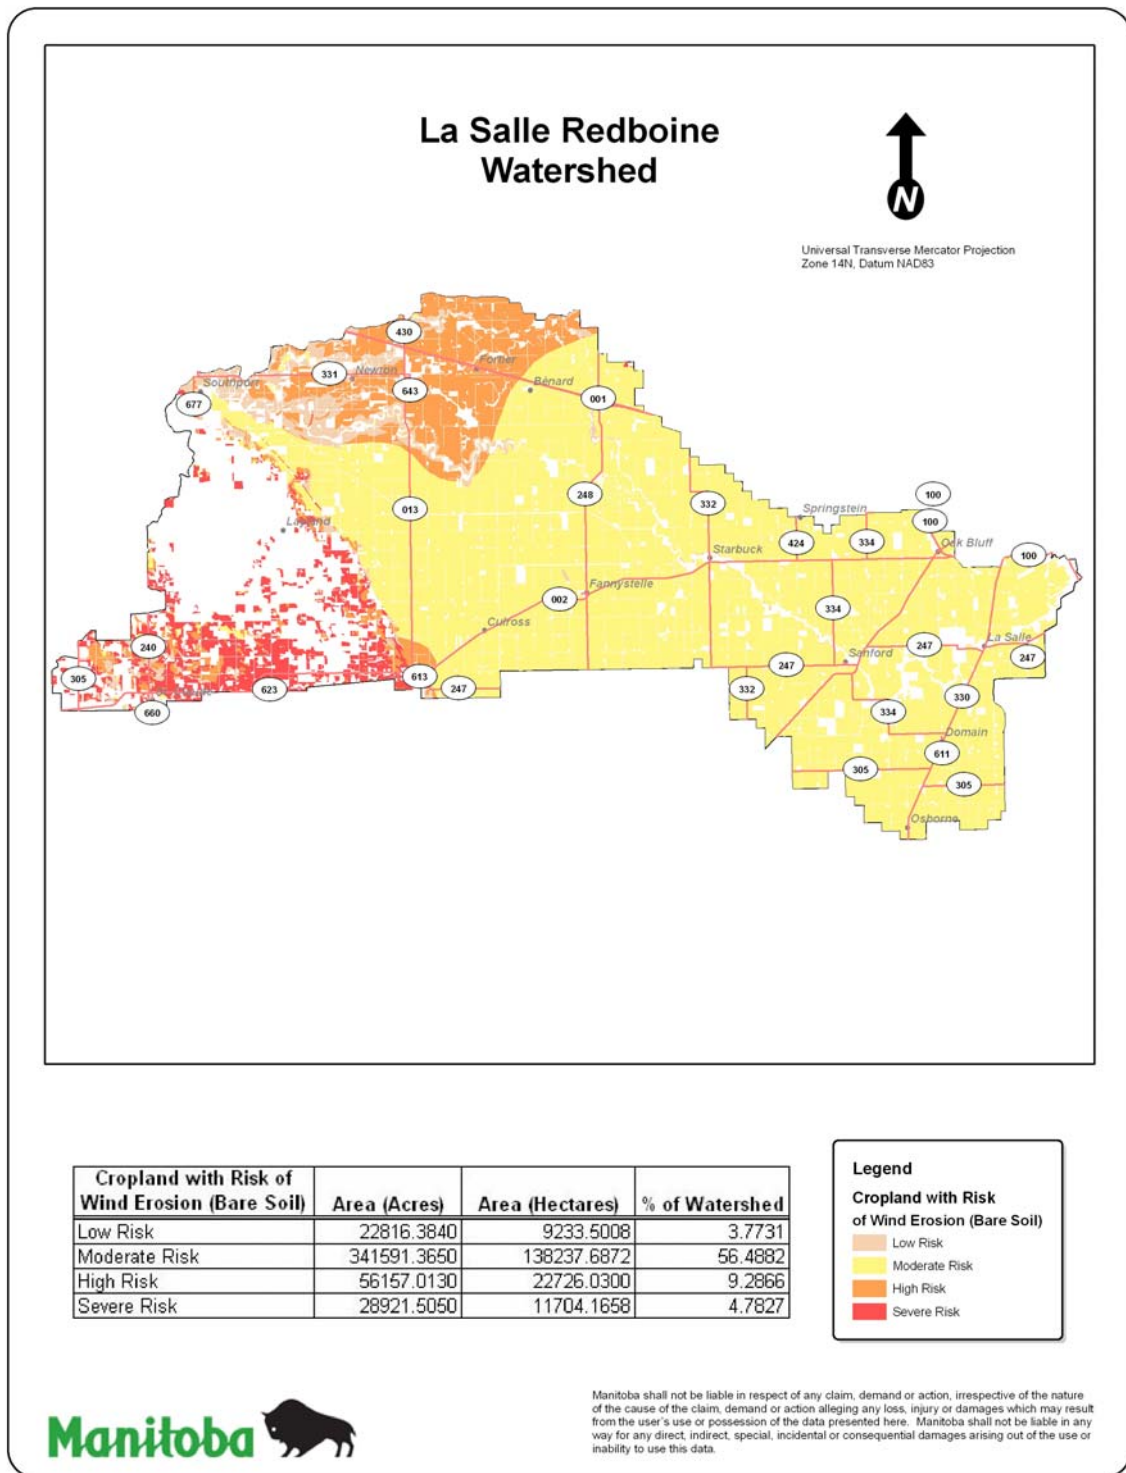 La Salle Redboine
Watershed
N
Universal Transverse Mercator Projection
Zone 14N, Datum NAD83
430
Fortier
331
Newton
Southport
643
Bénard
677
001
248
332
013
100
Springstein
100
424
334
Oak Bluff
Starbuck
100
002
Fannystelle
334
Culross
La Salle
240
Sanford
247
247
247
305
613
623
247
332
330
660
334
Domain
611
305
305
Osborne
Cropland with Risk of
Wind Erosion (Bare Soil) Area (Acres) Area (Hectares) % of Watershed
Low Risk 22816.3840 9233.5008 3.7731
Moderate Risk 341591.3650 138237.6872 56.4882
High Risk 56157.0130 22726.0300 9.2866
Severe Risk 28921.5050 11704.1658 4.7827
Legend
Cropland with Risk
of Wind Erosion (Bare Soil)
Low Risk
Moderate Risk
High Risk
Severe Risk
Manitoba
Manitoba shall not be liable in respect of any claim, demand or action, irrespective of the nature
of the cause of the claim, demand or action alleging any loss, injury or damages which may result
from the user's use or possession of the data presented here. Manitoba shall not be liable in any
way for any direct, indirect, special, incidental or consequential damages arising out of the use or
inability to use this data.